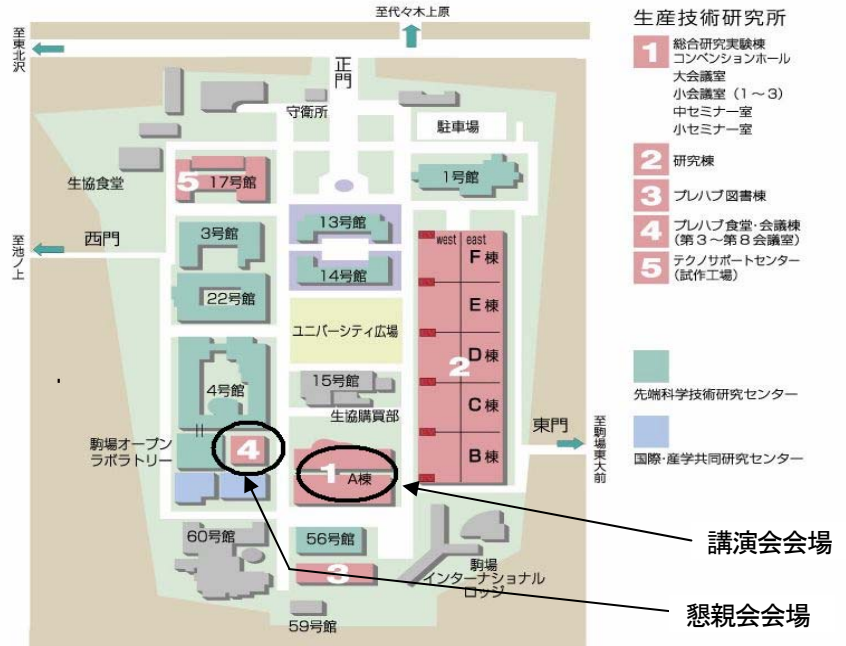 至代々木上原
至東北沢
正門
守衛所
駐車場
生協食堂
5 17号館
1号館
3号館
13号館
西門
至池ノ上
14号館
22号館
west east
F棟
E棟
ユニバーシティ広場
D棟
2
15号館
4号館
C棟
生協購買部
東門
至駒場東大前
駒場オープン
ラボラトリー
4
1 A棟
B棟
60号館
56号館
3
駒場
インターナショナル
ロッジ
59号館
生産技術研究所
1 総合研究実験棟
コンベンションホール
大会議室
小会議室（1～3）
中セミナー室
小セミナー室
2 研究棟
3 プレハブ図書棟
4 プレハブ食堂・会議棟
（第3～第8会議室）
5 テクノサポートセンター
（試作工場）
先端科学技術研究センター
国際・産学共同研究センター
講演会会場
懇親会会場